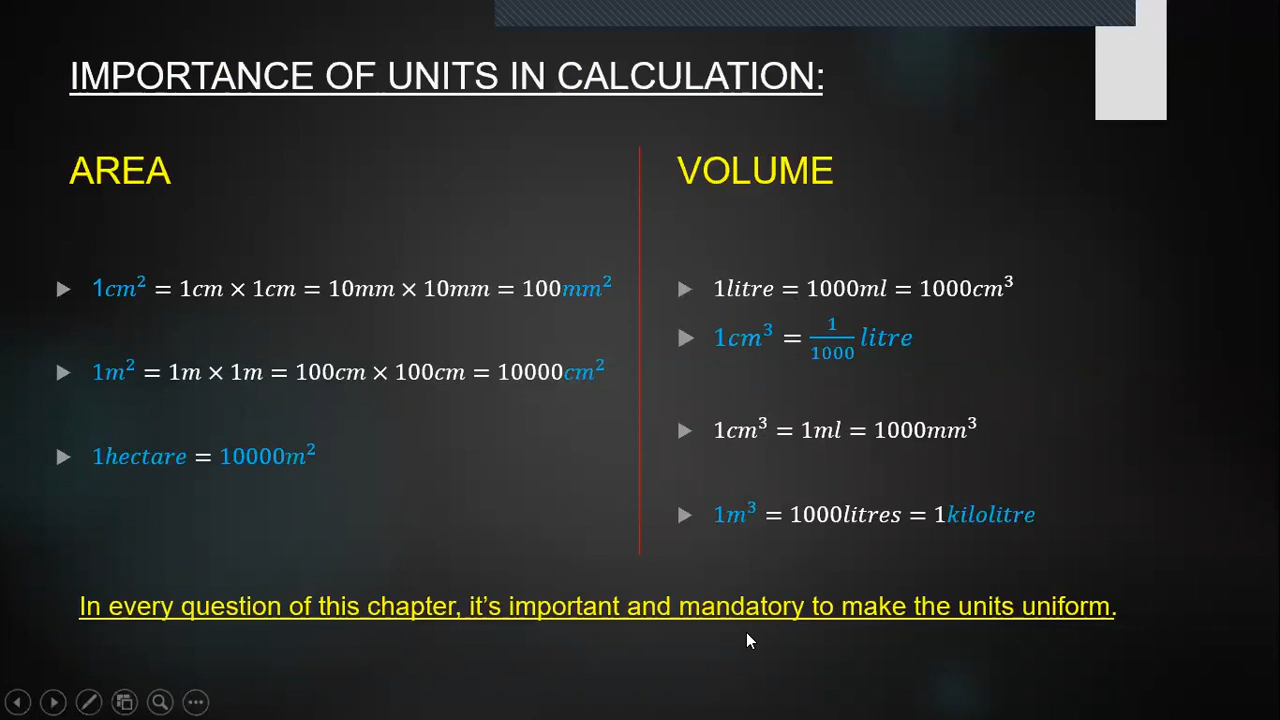 IMPORTANCE OF UNITS IN CALCULATION:
AREA
1cm² = 1cm × 1cm = 10mm × 10mm = 100mm²
1m² = 1m × 1m = 100cm × 100cm = 10000cm²
1hectare = 10000m²
VOLUME
1litre = 1000ml = 1000cm³
1cm³ = 1/1000 litre
1cm³ = 1ml = 1000mm³
1m³ = 1000litres = 1kilolitre
In every question of this chapter, it’s important and mandatory to make the units uniform.